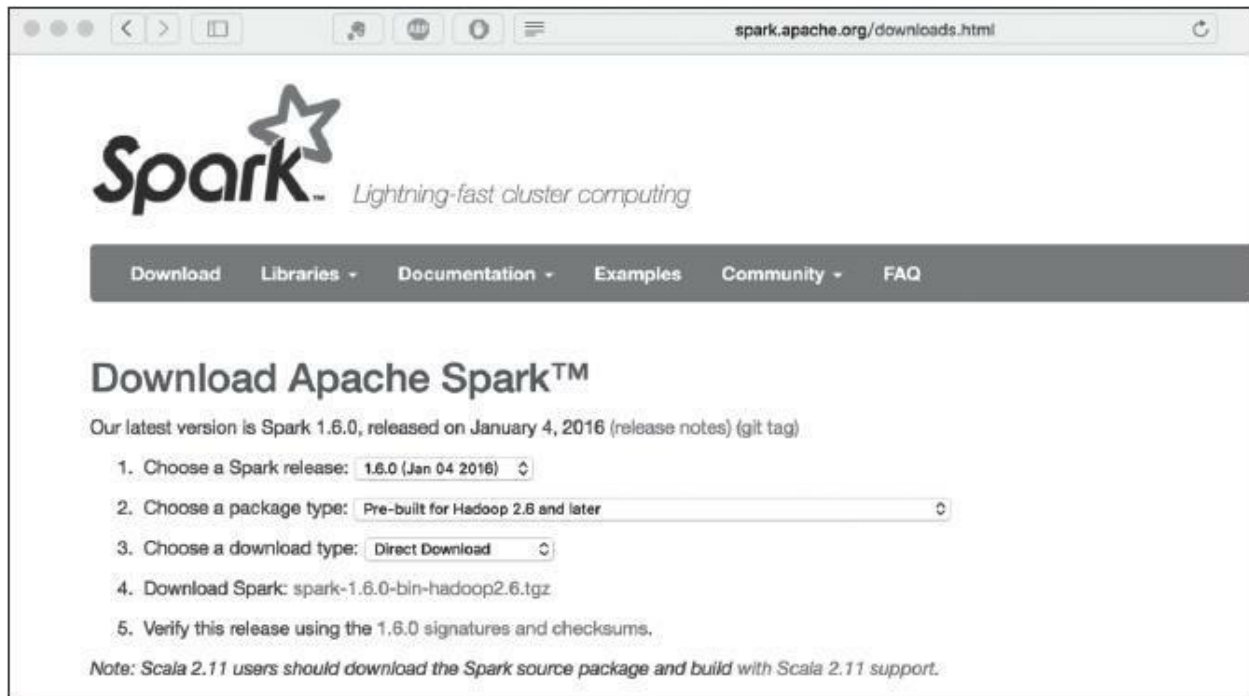 spark.apache.org/downloads.html
ABP
Spark™ Lightning-fast cluster computing
Download Libraries Documentation Examples Community FAQ
Download Apache Spark™
Our latest version is Spark 1.6.0, released on January 4, 2016 (release notes) (git tag)
1. Choose a Spark release: 1.6.0 (Jan 04 2016)
2. Choose a package type: Pre-built for Hadoop 2.6 and later
3. Choose a download type: Direct Download
4. Download Spark: spark-1.6.0-bin-hadoop2.6.tgz
5. Verify this release using the 1.6.0 signatures and checksums.
Note: Scala 2.11 users should download the Spark source package and build with Scala 2.11 support.